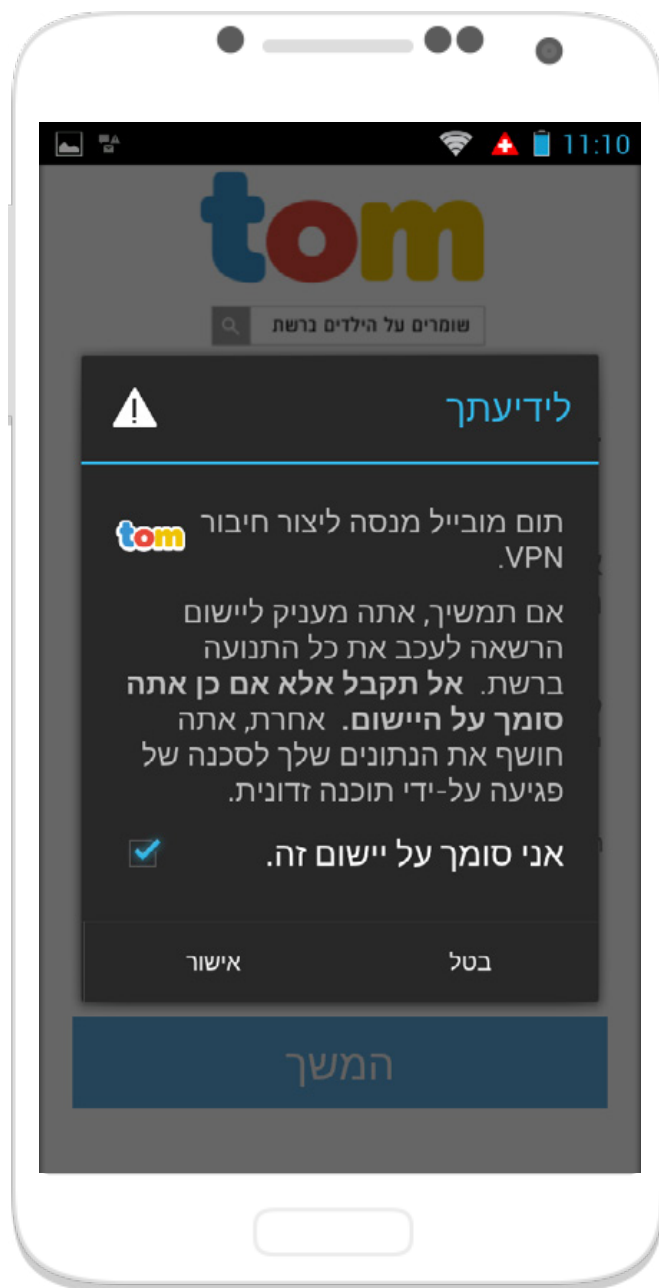 11:10
tom
שומרים על הילדים ברשת
לידיעתך
תום מובייל מנסה ליצור חיבור
tom
VPN.
אם תמשיך, אתה מעניק ליישום
הרשאה לעכב את כל התנועה
ברשת. אל תקבל אלא אם כן אתה
סומך על היישום. אחרת, אתה
חושף את הנתונים שלך לסכנה של
פגיעה על-ידי תוכנה זדונית.
אני סומך על יישום זה.
בטל
אישור
המשך